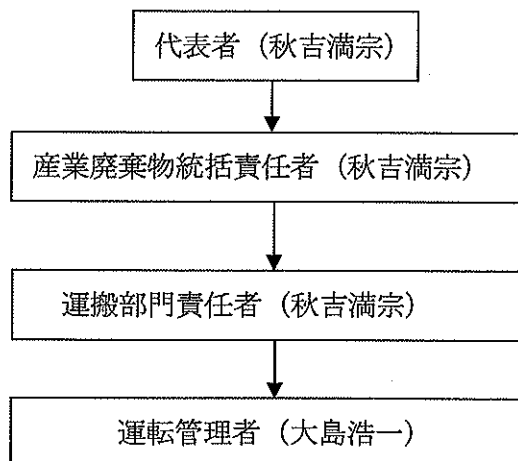 代表者（秋吉満宗）
産業廃棄物統括責任者（秋吉満宗）
運搬部門責任者（秋吉満宗）
運転管理者（大島浩一）